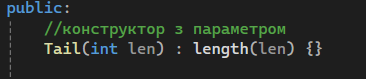 public:
//конструктор з параметром
Tail(int len) : length(len) {}